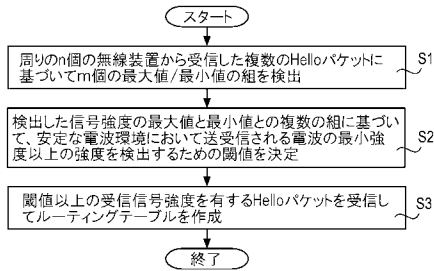 スタート
周りのn個の無線装置から受信した複数のHelloパケットに
基づいてm個の最大値/最小値の組を検出
S1
検出した信号強度の最大値と最小値との複数の組に基づい
て、安定な電波環境において送受信される電波の最小強
度以上の強度を検出するための閾値を決定
S2
閾値以上の受信信号強度を有するHelloパケットを受信し
てルーティングテーブルを作成
S3
終了